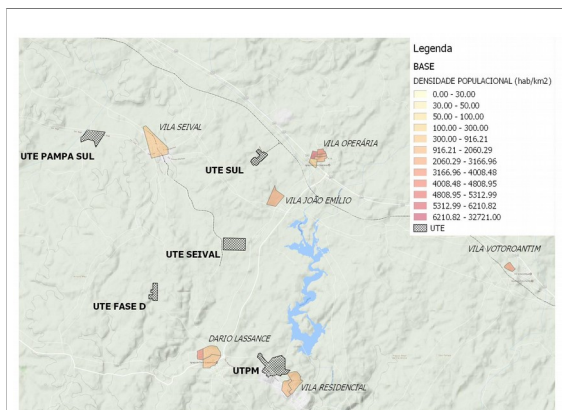 Legenda
BASE
DENSIDADE POPULACIONAL (hab/km2)
0.00 - 30.00
30.00 - 50.00
50.00 - 100.00
100.00 - 300.00
300.00 - 916.21
916.21 - 2060.29
2060.29 - 3166.96
3166.96 - 4008.48
4008.48 - 4808.95
4808.95 - 5312.99
5312.99 - 6210.82
6210.82 - 32721.00
UTE
VILA SEIVAL
VILA OPERÁRIA
UTE PAMPA SUL
UTE SUL
VILA JOÃO EMÍLIO
UTE SEIVAL
VILA VOTOROANTIM
UTE FASE D
DARIO LASSANCE
UTPM
VILA RESIDENCIAL